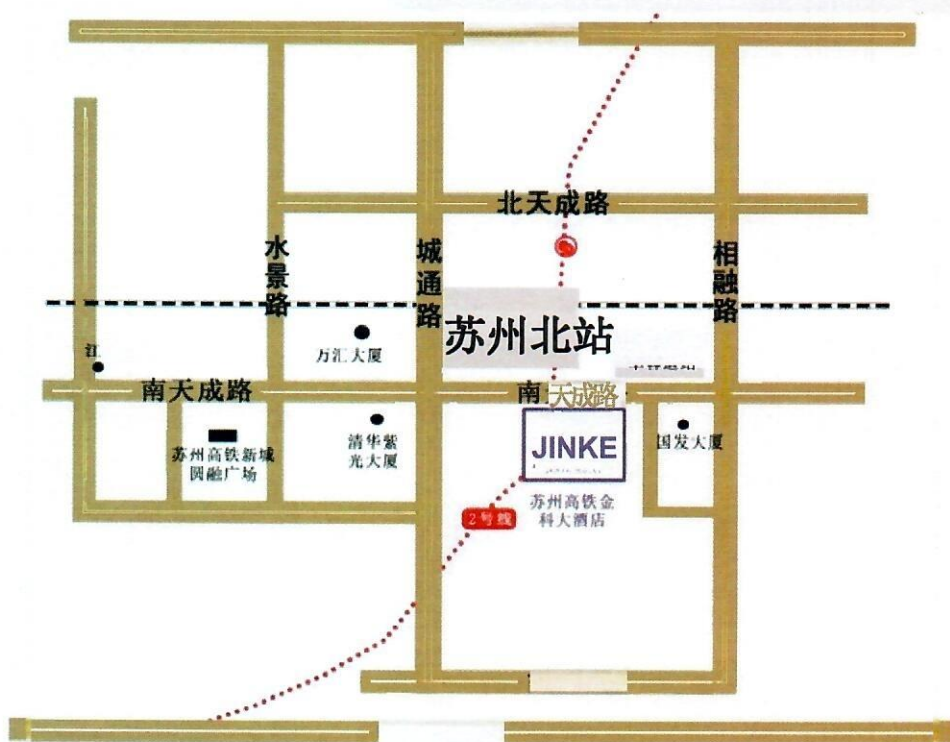 北天成路
水景路
城通路
相融路
苏州北站
万汇大厦
江
南天成路
南天成路
清华紫
光大厦
苏州高铁新城
圆融广场
JINKE
国发大厦
苏州高铁金
科大酒店
2号线